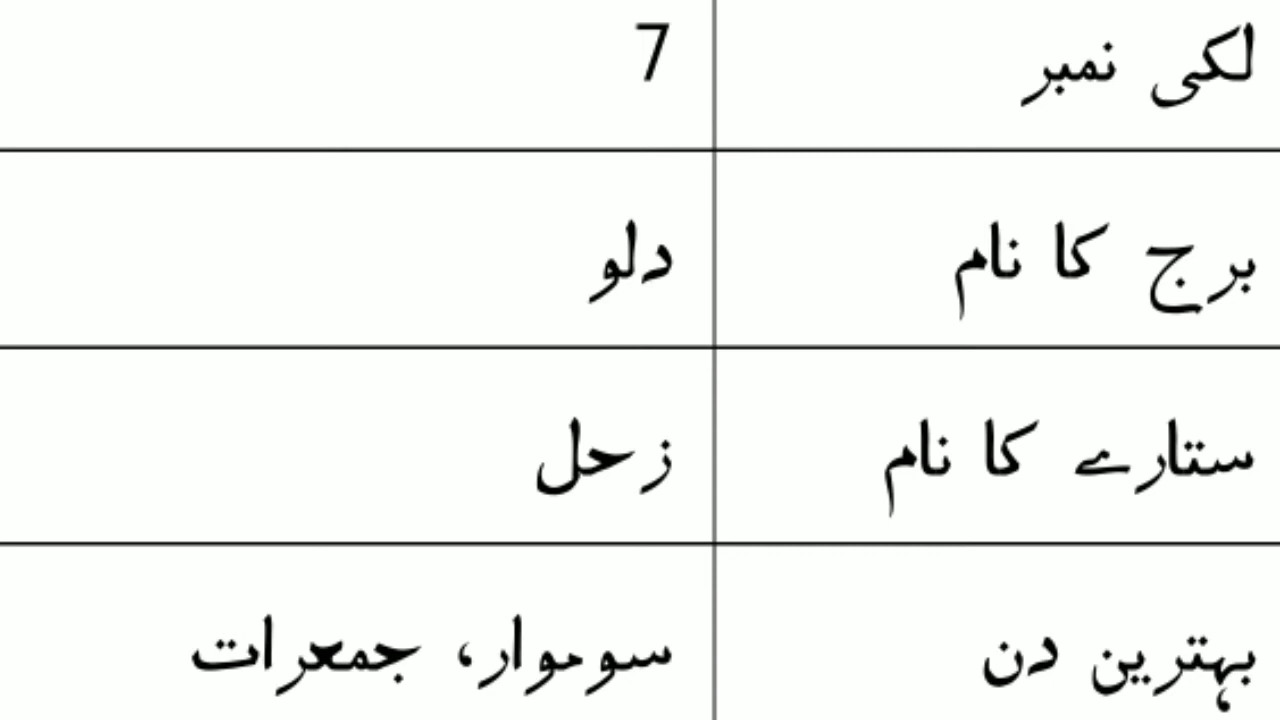 لکی نمبر 7
برج کا نام دلو
ستارے کا نام زحل
بہترین دن سوموار، جمعرات